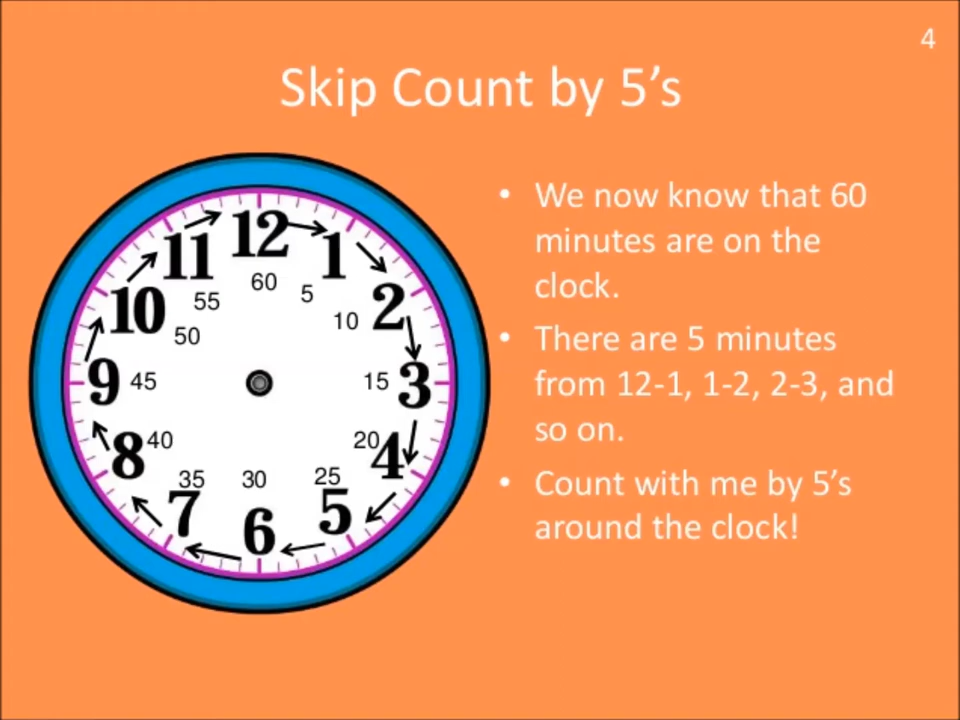 4
Skip Count by 5’s
• We now know that 60
minutes are on the
clock.
• There are 5 minutes
from 12-1, 1-2, 2-3, and
so on.
• Count with me by 5’s
around the clock!
12
11
1
60
55
5
10
2
10
50
9
45
15
3
8
40
20
4
35
30
25
7
6
5